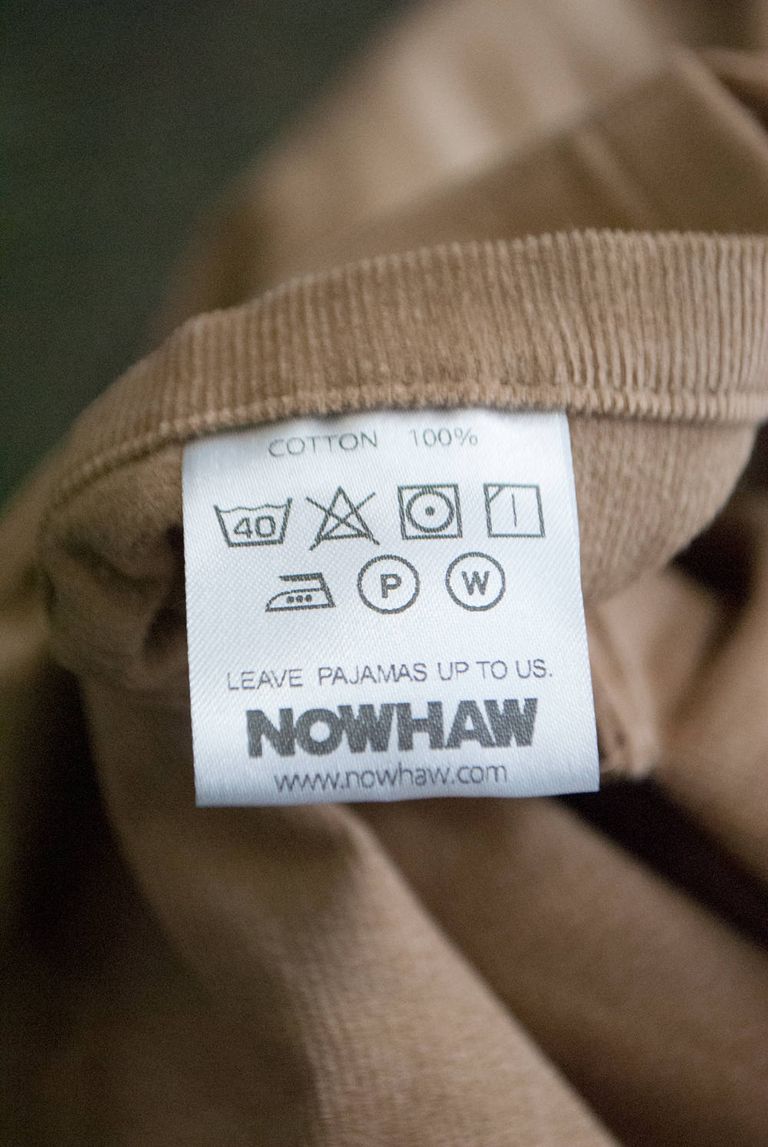 COTTON 100%
40
P W
LEAVE PAJAMAS UP TO US.
NOWHAW
www.nowhaw.com